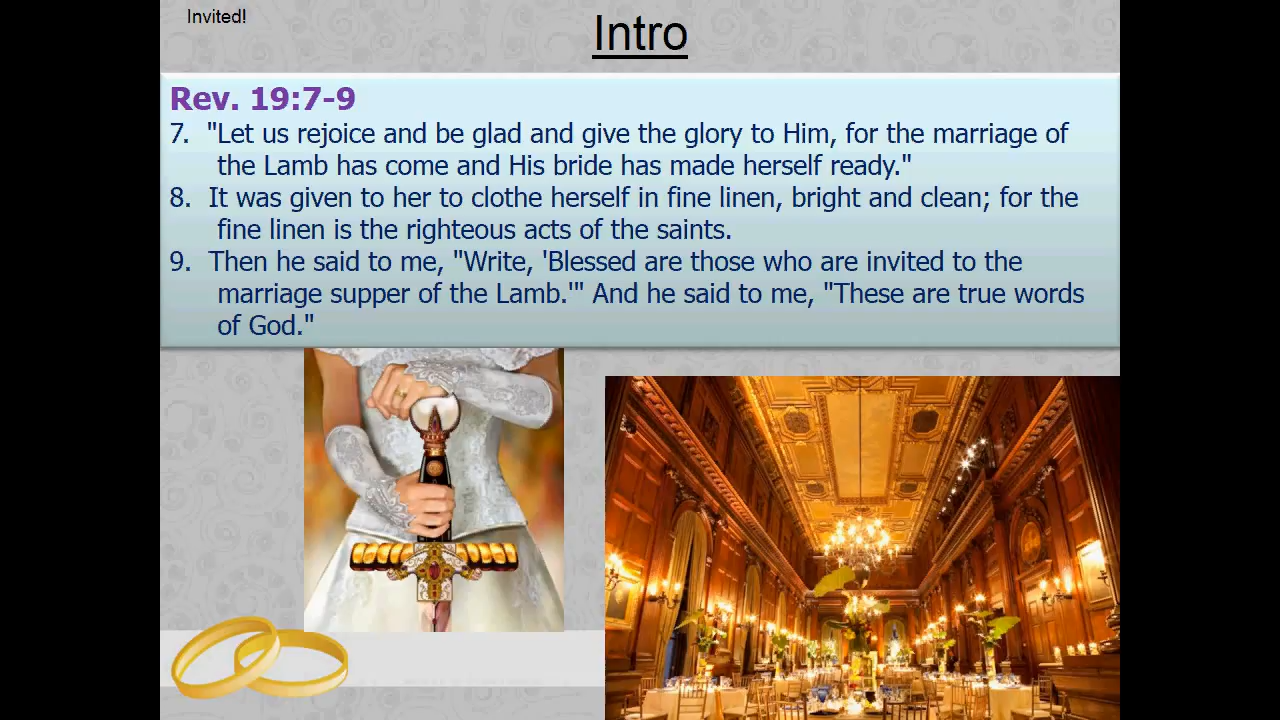 Invited!
Intro
Rev. 19:7-9
7. "Let us rejoice and be glad and give the glory to Him, for the marriage of
the Lamb has come and His bride has made herself ready."
8. It was given to her to clothe herself in fine linen, bright and clean; for the
fine linen is the righteous acts of the saints.
9. Then he said to me, "Write, 'Blessed are those who are invited to the
marriage supper of the Lamb.'" And he said to me, "These are true words
of God."